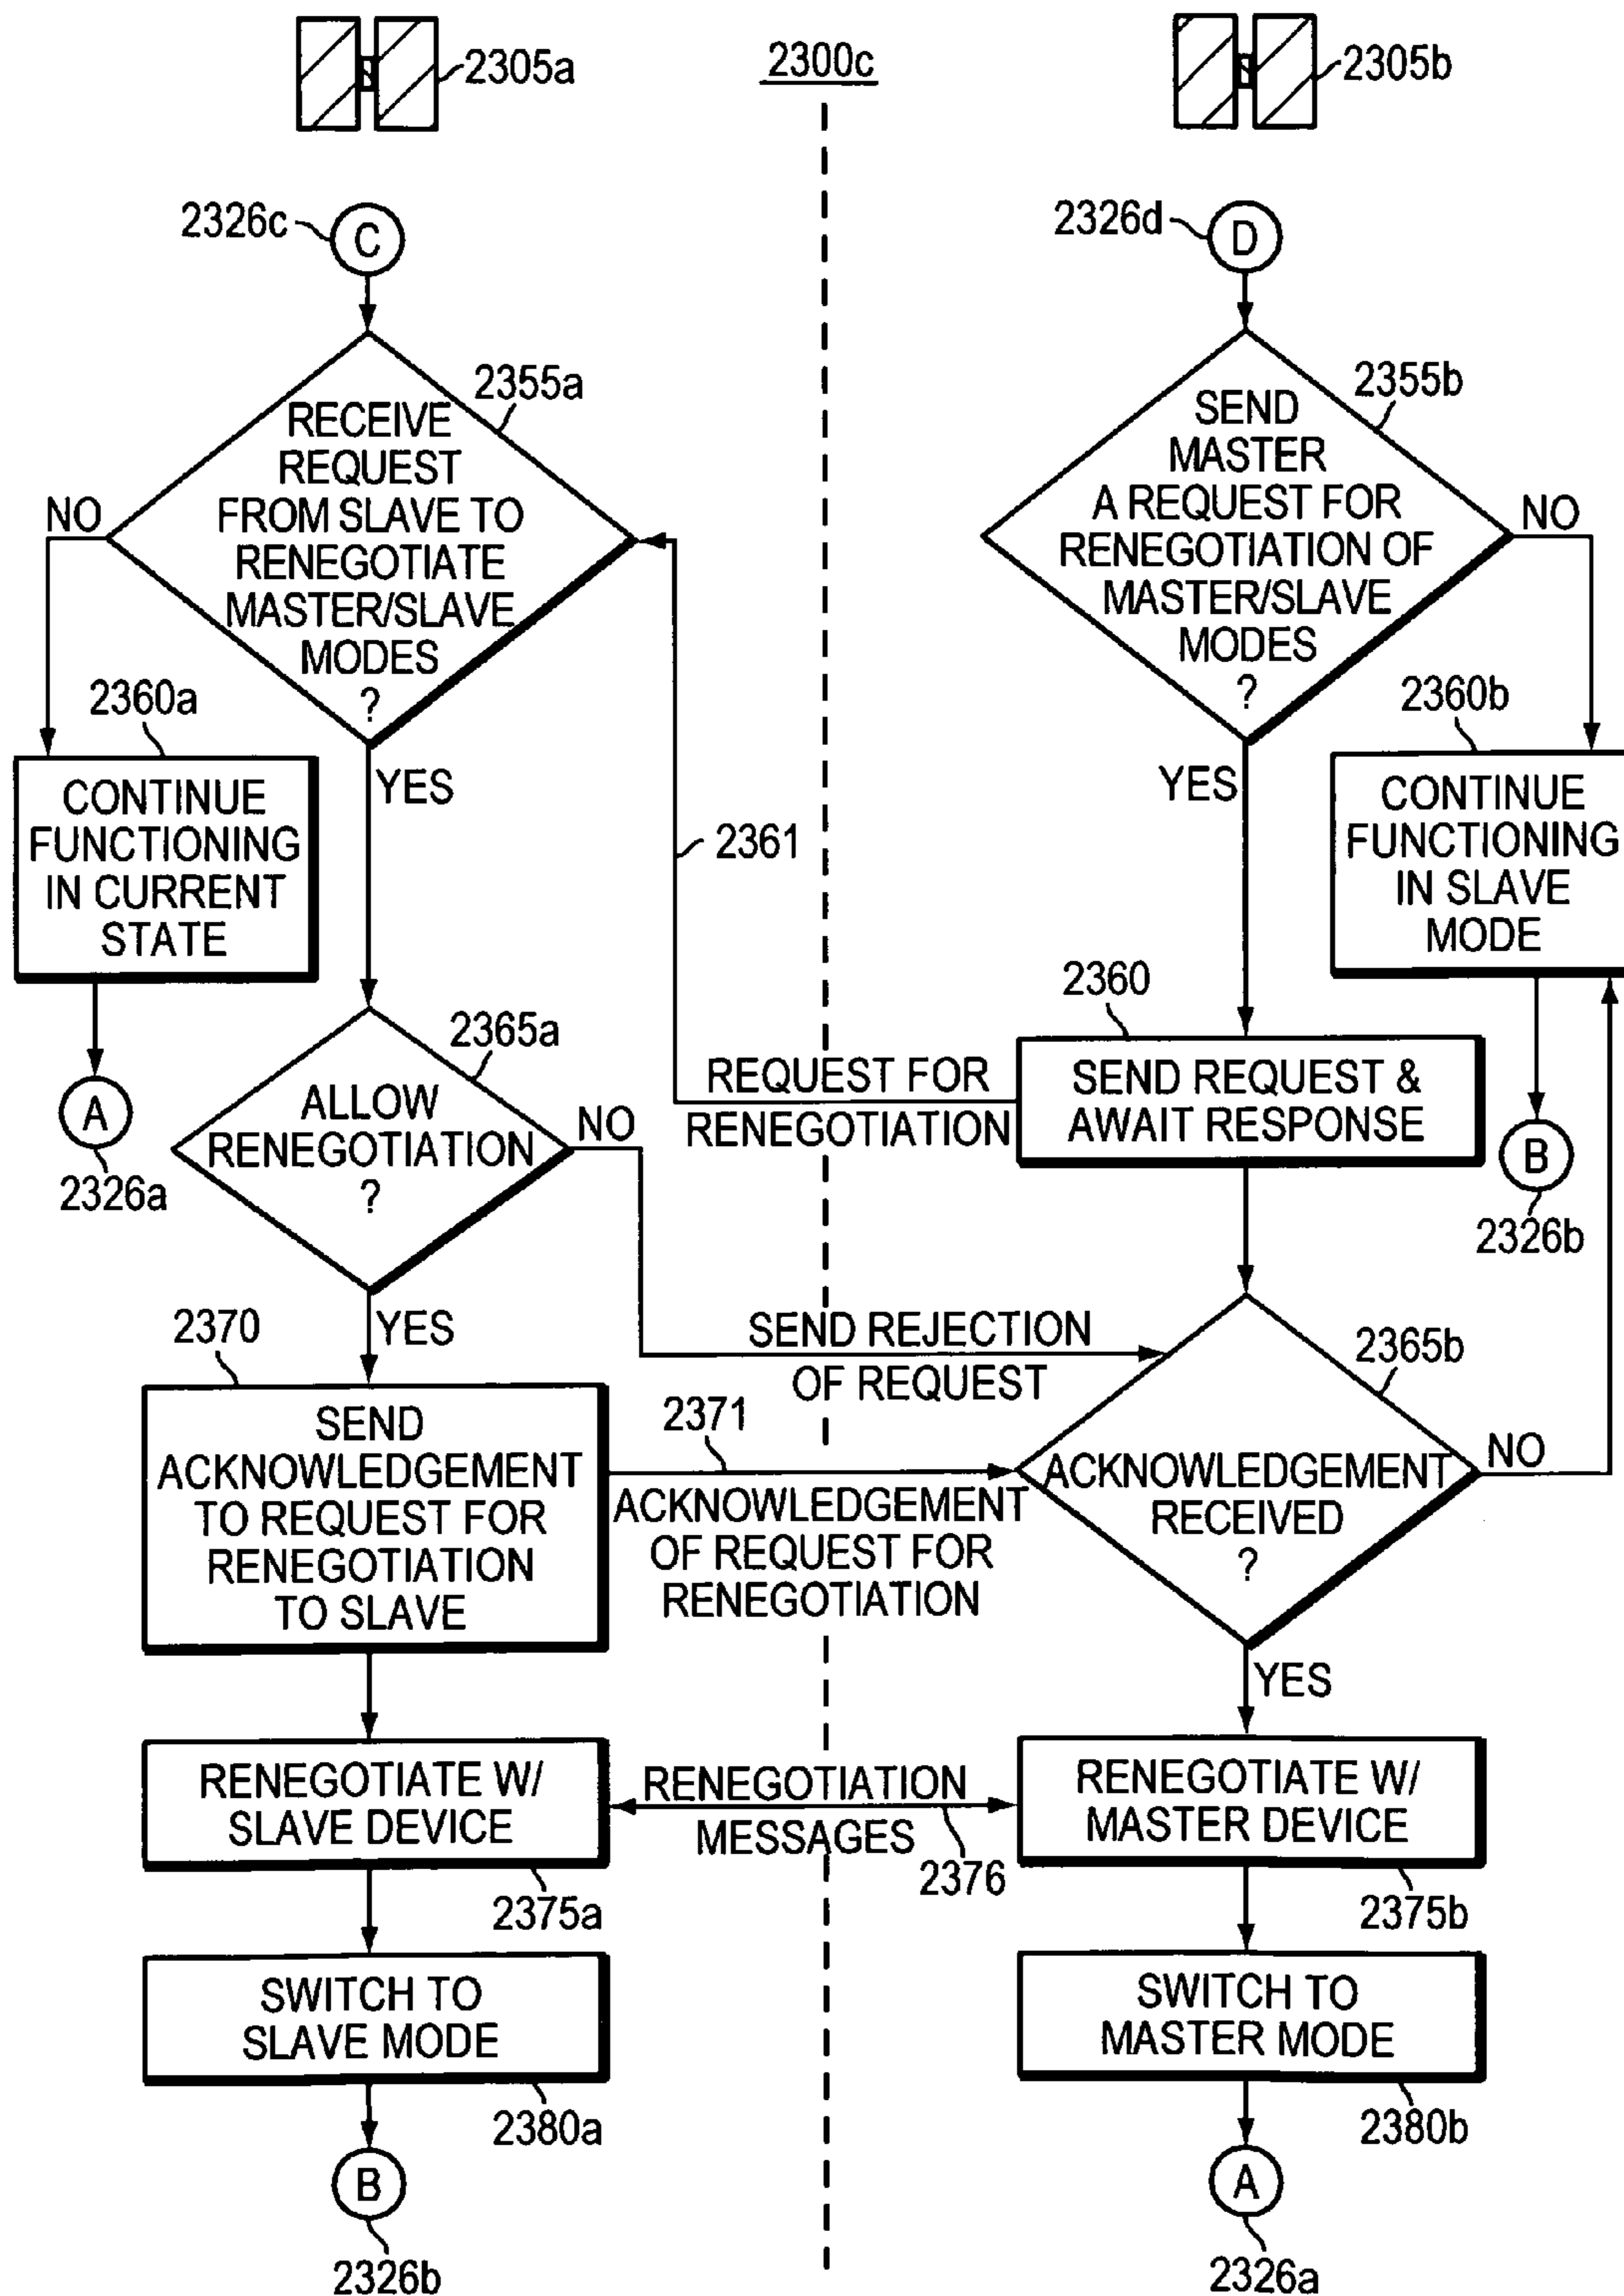 2305a
2300c
2305b
2326c
C
2326d
D
2355a
RECEIVE
REQUEST
FROM SLAVE TO
RENEGOTIATE
MASTER/SLAVE
MODES
?
NO
YES
2355b
SEND
MASTER
A REQUEST FOR
RENEGOTIATION OF
MASTER/SLAVE
MODES
?
NO
YES
2360a
CONTINUE
FUNCTIONING
IN CURRENT
STATE
A
2326a
2361
2360b
CONTINUE
FUNCTIONING
IN SLAVE
MODE
B
2326b
2360
SEND REQUEST &
AWAIT RESPONSE
REQUEST FOR
RENEGOTIATION
2365a
ALLOW
RENEGOTIATION
?
NO
YES
SEND REJECTION
OF REQUEST
2365b
ACKNOWLEDGEMENT
RECEIVED
?
NO
YES
2370
SEND
ACKNOWLEDGEMENT
TO REQUEST FOR
RENEGOTIATION
TO SLAVE
2371
ACKNOWLEDGEMENT
OF REQUEST FOR
RENEGOTIATION
RENEGOTIATE W/
SLAVE DEVICE
2375a
RENEGOTIATION
MESSAGES
2376
RENEGOTIATE W/
MASTER DEVICE
2375b
SWITCH TO
SLAVE MODE
2380a
B
2326b
SWITCH TO
MASTER MODE
2380b
A
2326a